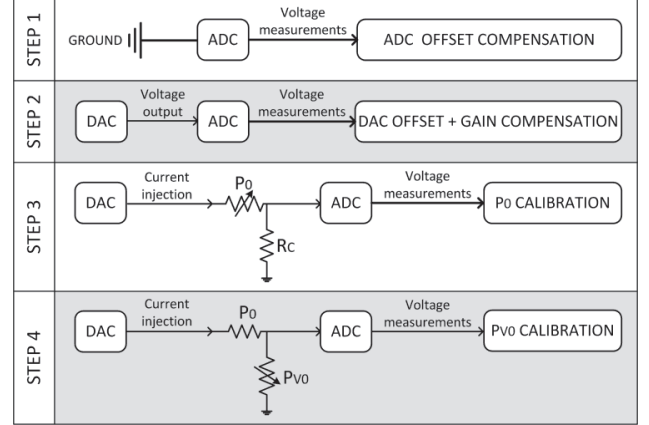 STEP 1
GROUND
ADC
Voltage
measurements
ADC OFFSET COMPENSATION
STEP 2
DAC
Voltage
output
ADC
Voltage
measurements
DAC OFFSET + GAIN COMPENSATION
STEP 3
DAC
Current
injection
P0
RC
ADC
Voltage
measurements
P0 CALIBRATION
STEP 4
DAC
Current
injection
P0
PV0
ADC
Voltage
measurements
PV0 CALIBRATION